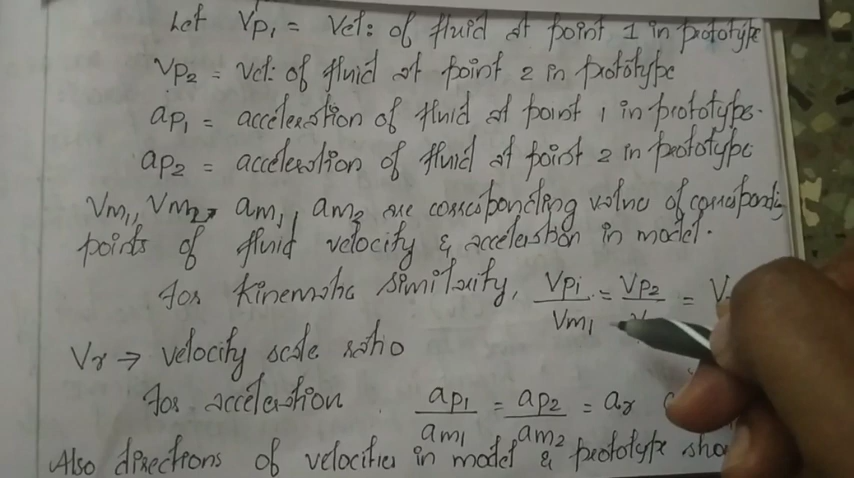 Let Vp1 = Vel: of fluid at point 1 in prototype
Vp2 = Vel: of fluid at point 2 in prototype
ap1 = acceleration of fluid at point 1 in prototype.
ap2 = acceleration of fluid at point 2 in prototype
Vm1, Vm2, am1, am2 are corresponding value of corresponding
points of fluid velocity & acceleration in model.
For Kinematic similarity, Vp1/Vm1 = Vp2/V = V
Vr → velocity scale ratio
For acceleration ap1/am1 = ap2/am2 = ar
Also directions of velocities in model & prototype